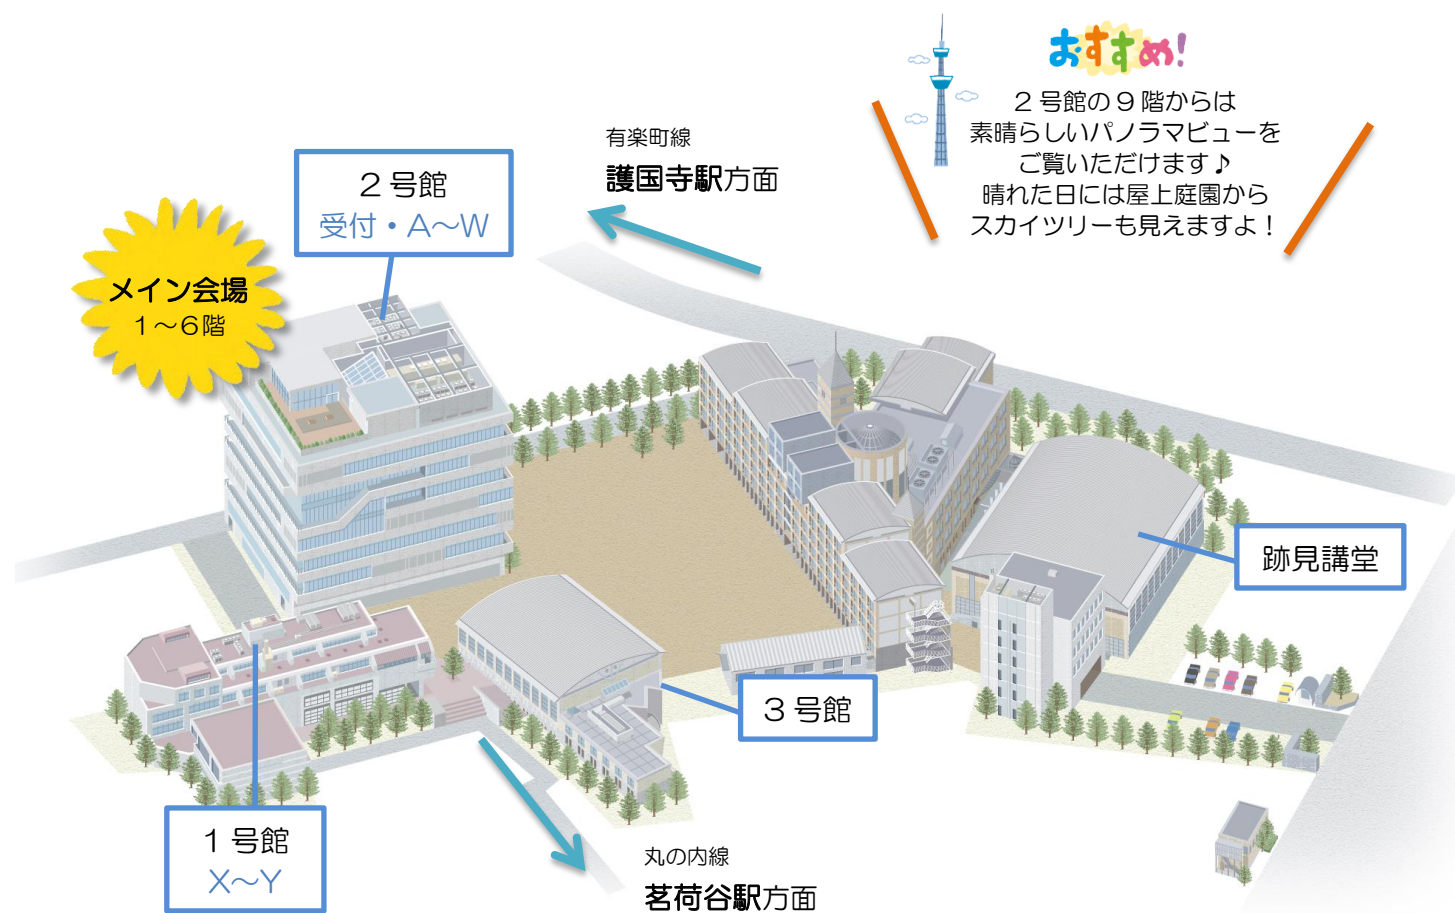 おすすめ!
2号館の9階からは
素晴らしいパノラマビューを
ご覧いただけます♪
晴れた日には屋上庭園から
スカイツリーも見えますよ!
有楽町線
護国寺駅方面
2号館
受付・A～W
メイン会場
1～6階
跡見講堂
3号館
1号館
X～Y
丸の内線
茗荷谷駅方面